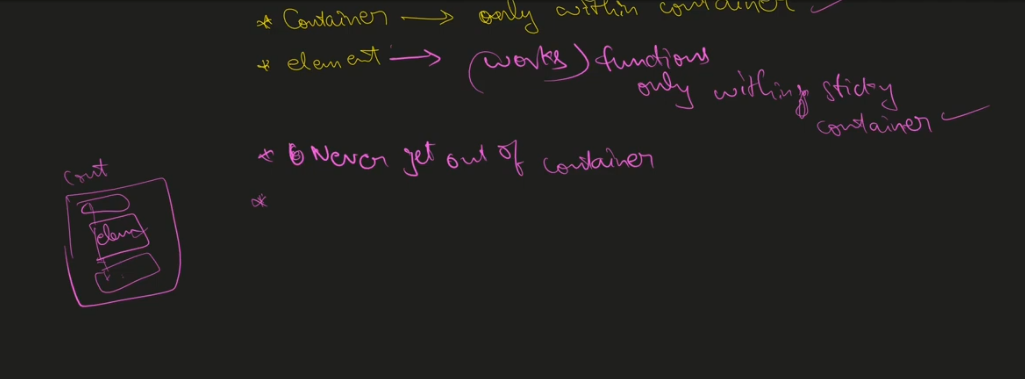 * Container → only within container ✓
* element → (works) functions
only withing sticky
container ✓
* Never get out of container
*
cont
elem